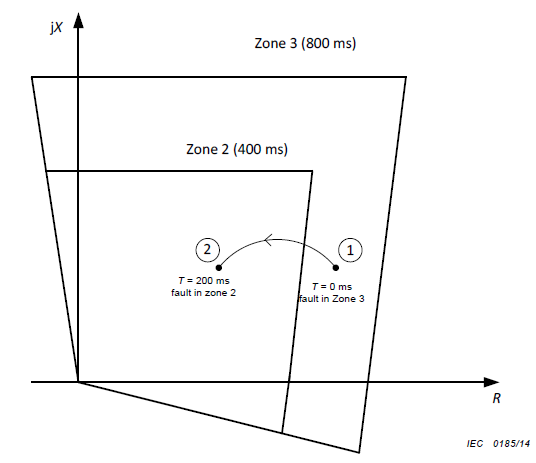 jX
Zone 3 (800 ms)
Zone 2 (400 ms)
2
1
T = 200 ms
fault in zone 2
T = 0 ms
fault in Zone 3
R
IEC 0185/14